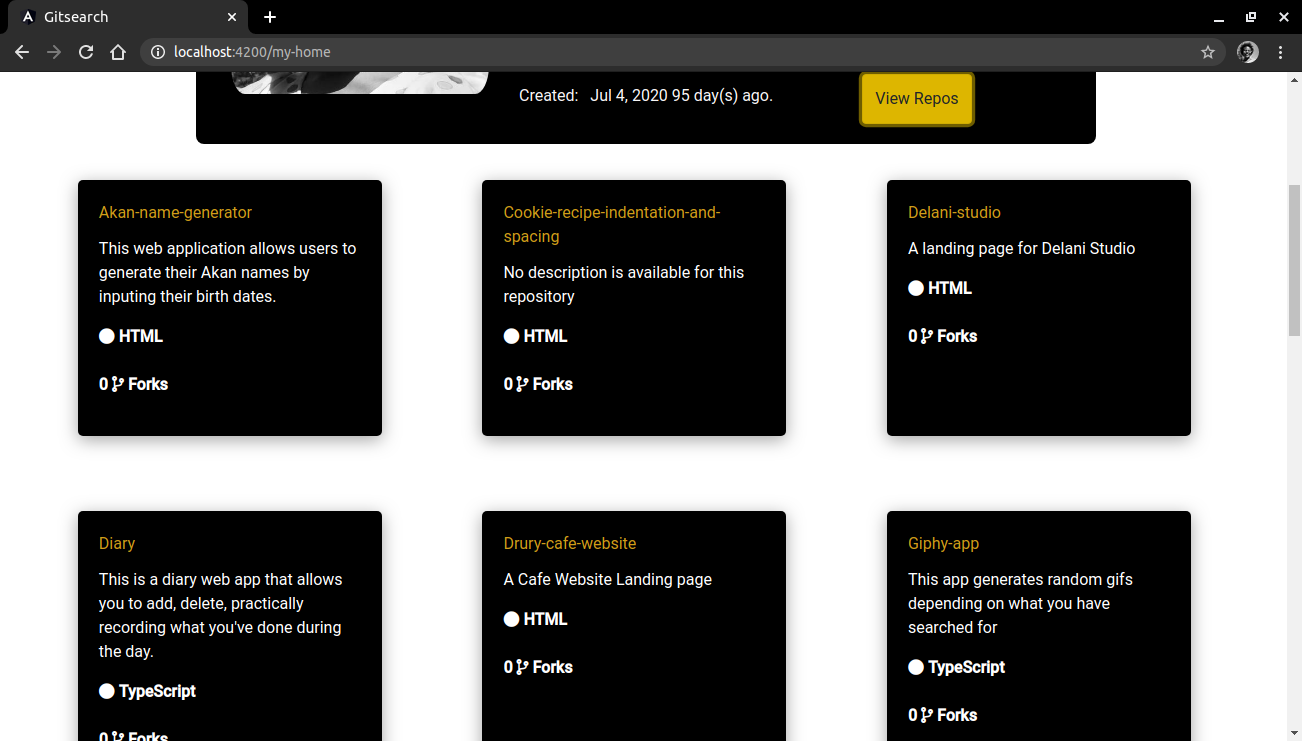 Gitsearch
localhost:4200/my-home
Created: Jul 4, 2020 95 day(s) ago.
View Repos
Akan-name-generator
This web application allows users to
generate their Akan names by
inputing their birth dates.
HTML
0 Forks
Cookie-recipe-indentation-and-
spacing
No description is available for this
repository
HTML
0 Forks
Delani-studio
A landing page for Delani Studio
HTML
0 Forks
Diary
This is a diary web app that allows
you to add, delete, practically
recording what you've done during
the day.
TypeScript
0 Forks
Drury-cafe-website
A Cafe Website Landing page
HTML
0 Forks
Giphy-app
This app generates random gifs
depending on what you have
searched for
TypeScript
0 Forks